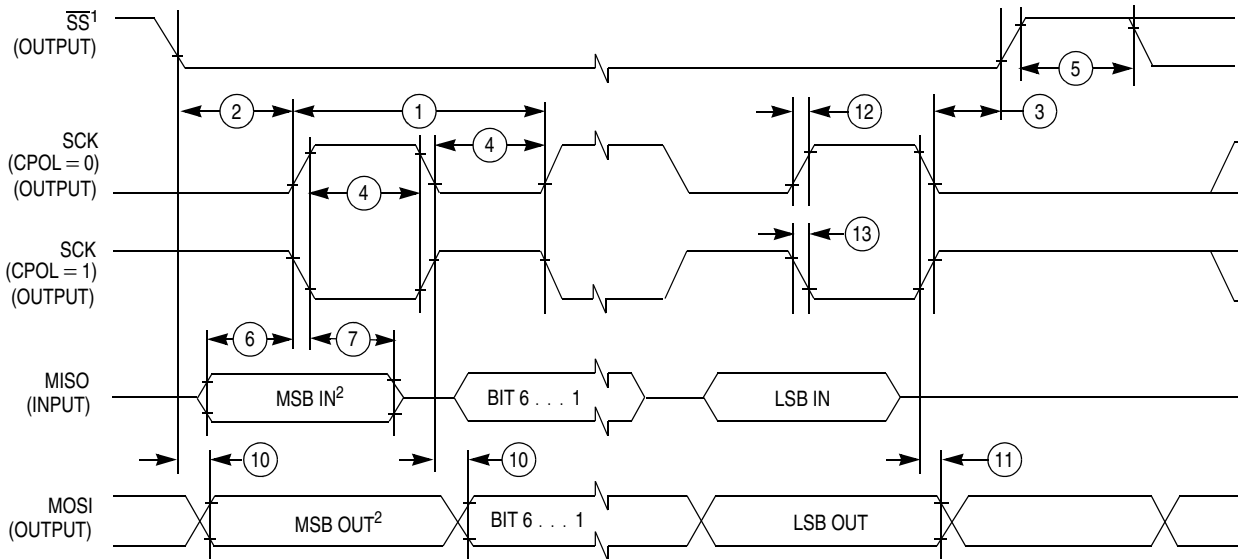 SS¹
(OUTPUT)
5
2
1
12
3
SCK
(CPOL = 0)
(OUTPUT)
4
4
SCK
(CPOL = 1)
(OUTPUT)
13
6
7
MISO
(INPUT)
MSB IN²
BIT 6 . . . 1
LSB IN
10
10
11
MOSI
(OUTPUT)
MSB OUT²
BIT 6 . . . 1
LSB OUT